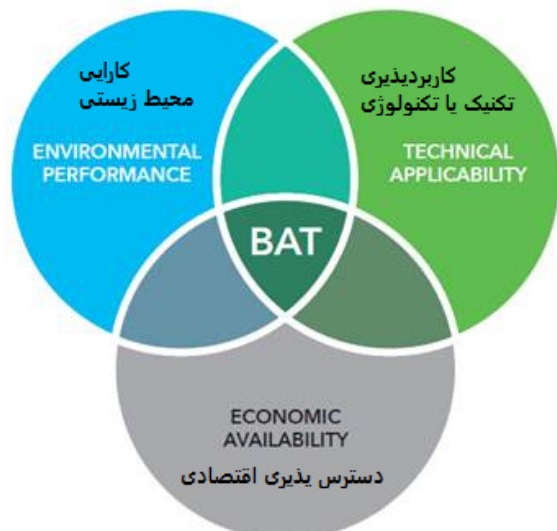 کارایی
محیط زیستی
ENVIRONMENTAL
PERFORMANCE
کاربردپذیری
تکنیک یا تکنولوژی
TECHNICAL
APPLICABILITY
BAT
ECONOMIC
AVAILABILITY
دسترس پذیری اقتصادی